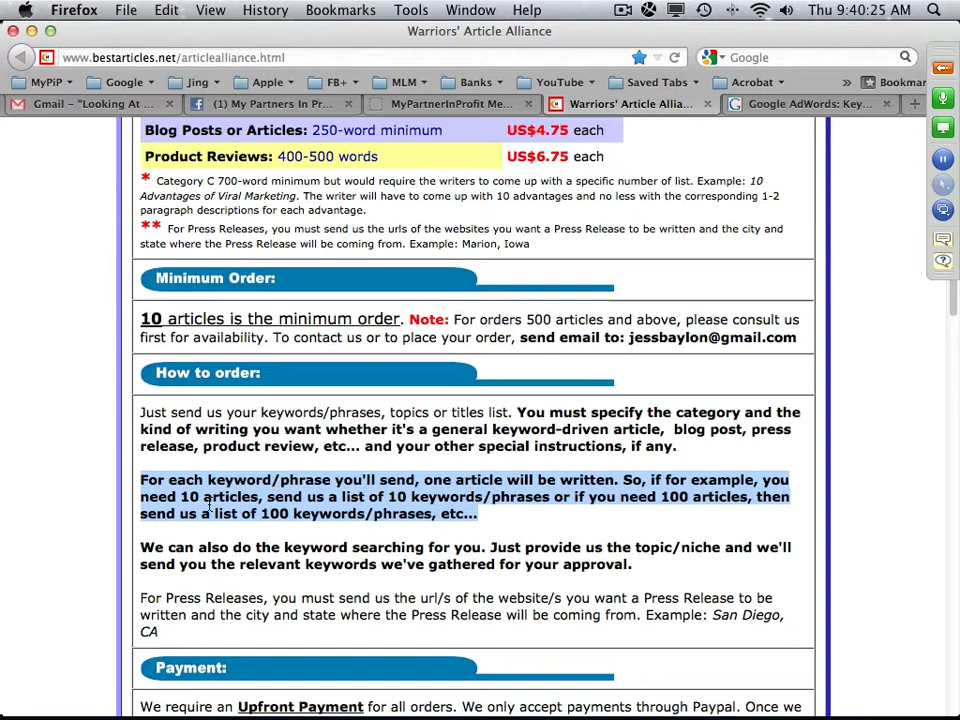 Firefox File Edit View History Bookmarks Tools Window Help Thu 9:40:25 AM
Warriors' Article Alliance
www.bestarticles.net/articlealliance.html Google
MyPiP Google Jing Apple FB+ MLM Banks YouTube Saved Tabs Acrobat » Bookmar
Gmail – "Looking At ... (1) My Partners In Pr... MyPartnerInProfit Me... Warriors' Article Allia... Google AdWords: Key...
Blog Posts or Articles: 250-word minimum US$4.75 each
Product Reviews: 400-500 words US$6.75 each
* Category C 700-word minimum but would require the writers to come up with a specific number of list. Example: 10
Advantages of Viral Marketing. The writer will have to come up with 10 advantages and no less with the corresponding 1-2
paragraph descriptions for each advantage.
** For Press Releases, you must send us the urls of the websites you want a Press Release to be written and the city and
state where the Press Release will be coming from. Example: Marion, Iowa
Minimum Order:
10 articles is the minimum order. Note: For orders 500 articles and above, please consult us
first for availability. To contact us or to place your order, send email to: jessbaylon@gmail.com
How to order:
Just send us your keywords/phrases, topics or titles list. You must specify the category and the
kind of writing you want whether it's a general keyword-driven article, blog post, press
release, product review, etc... and your other special instructions, if any.
For each keyword/phrase you'll send, one article will be written. So, if for example, you
need 10 articles, send us a list of 10 keywords/phrases or if you need 100 articles, then
send us a list of 100 keywords/phrases, etc...
We can also do the keyword searching for you. Just provide us the topic/niche and we'll
send you the relevant keywords we've gathered for your approval.
For Press Releases, you must send us the url/s of the website/s you want a Press Release to be
written and the city and state where the Press Release will be coming from. Example: San Diego,
CA
Payment:
We require an Upfront Payment for all orders. We only accept payments through Paypal. Once we